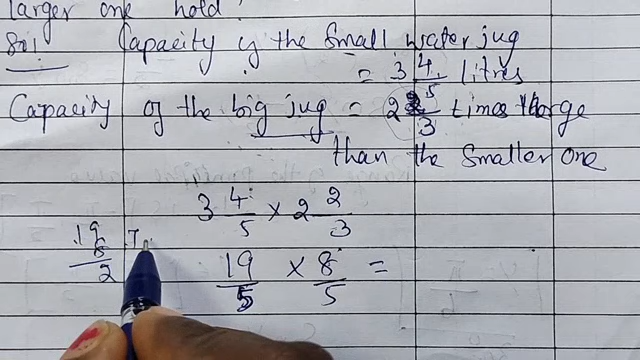 larger one hold.
Sol Capacity of the small water jug
= 3 4/5 litres
Capacity of the big jug = 2 2/3 times large
than the smaller one
3 4/5 × 2 2/3
19/5 × 8/5 =
19
8
2
7